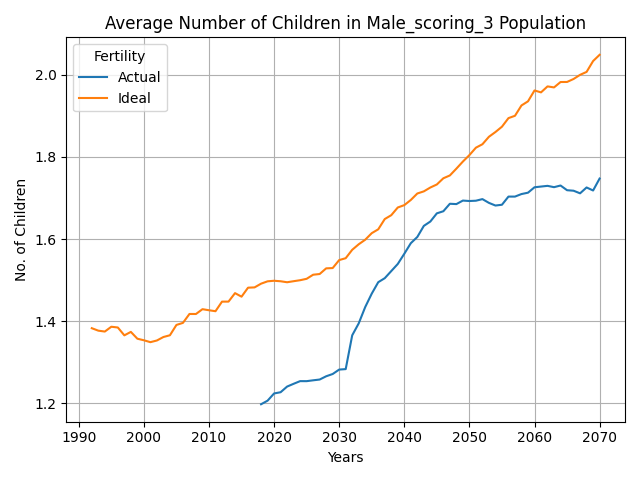 Average Number of Children in Male_scoring_3 Population
Fertility
Actual
Ideal
No. of Children
2.0
1.8
1.6
1.4
1.2
1990 2000 2010 2020 2030 2040 2050 2060 2070
Years